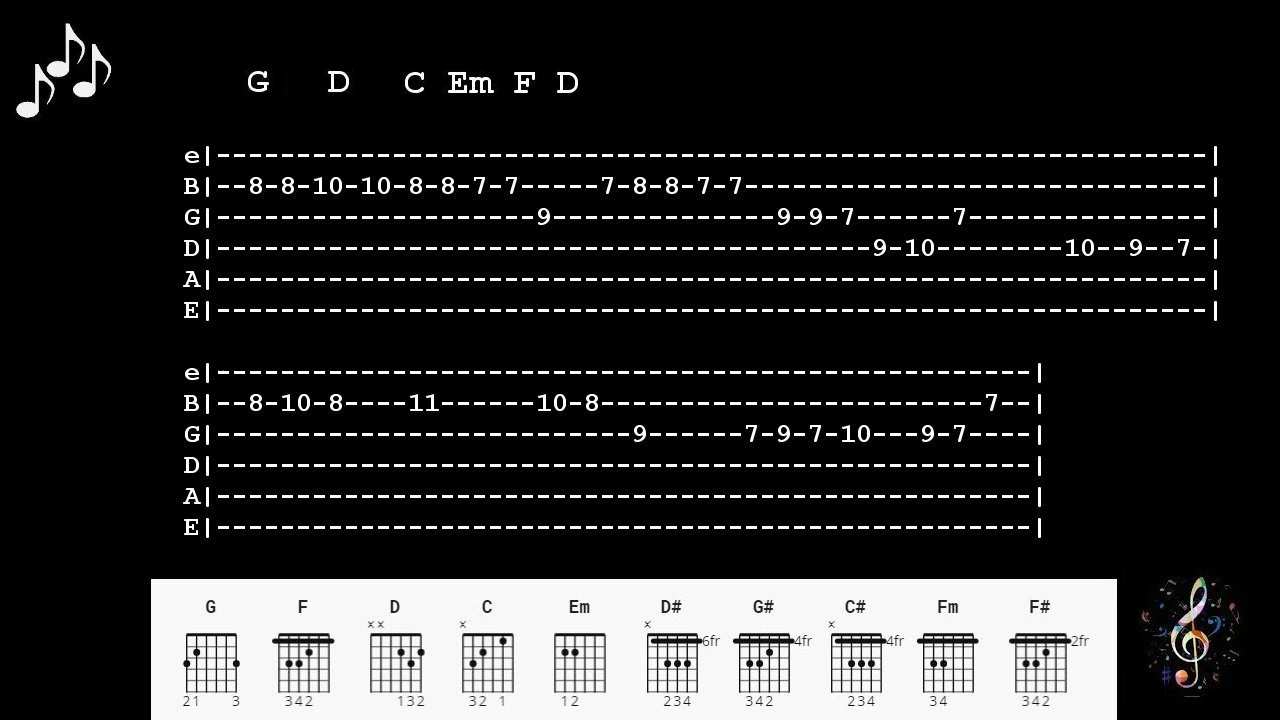 G D C Em F D
e|--------------------------------------------------------------|
B|--8-8-10-10-8-8-7-7-----7-8-8-7-7-----------------------------|
G|--------------------9--------------9-9-7------7---------------|
D|-----------------------------------------9-10--------10--9--7-|
A|--------------------------------------------------------------|
E|--------------------------------------------------------------|
e|---------------------------------------------------|
B|--8-10-8----11------10-8------------------------7--|
G|--------------------------9------7-9-7-10---9-7----|
D|---------------------------------------------------|
A|---------------------------------------------------|
E|---------------------------------------------------|
G F D C Em D# G# C# Fm F#
×× × × ×
6fr 4fr 4fr 2fr
21 3 342 132 32 1 12 234 342 234 34 342